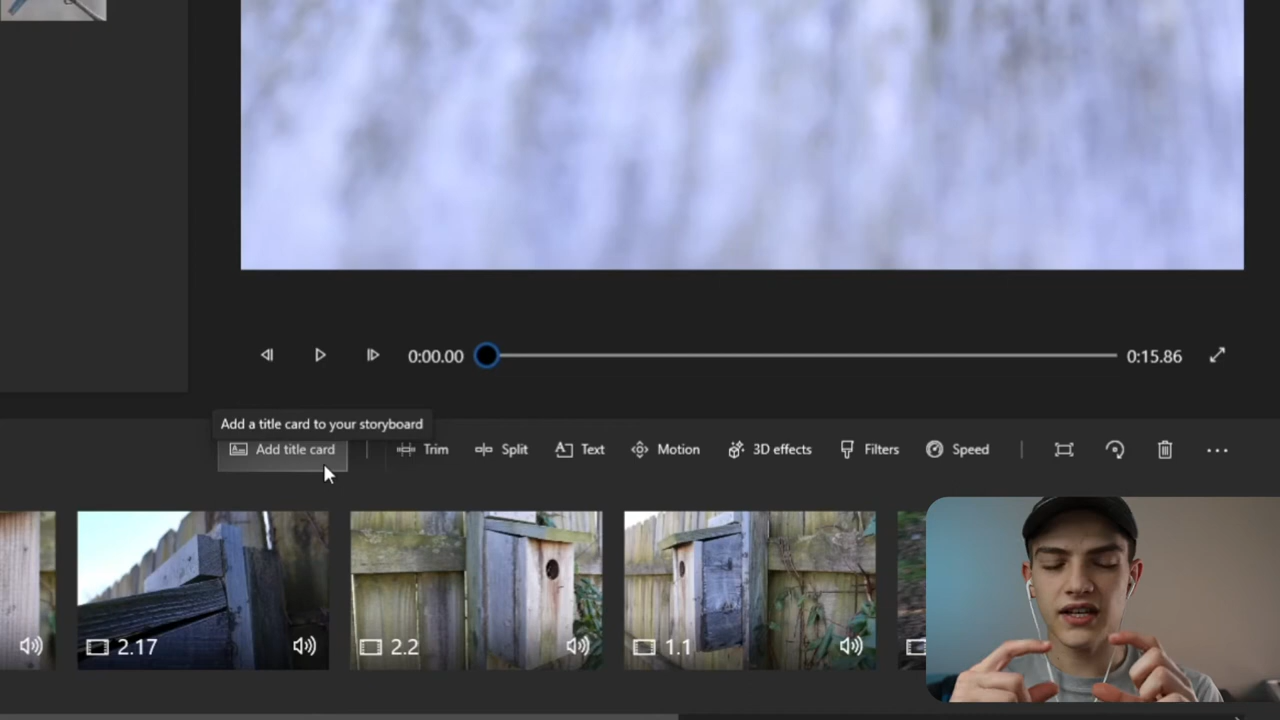 0:00.00
0:15.86
Add a title card to your storyboard
Add title card
Trim
Split
Text
Motion
3D effects
Filters
Speed
2.17
2.2
1.1